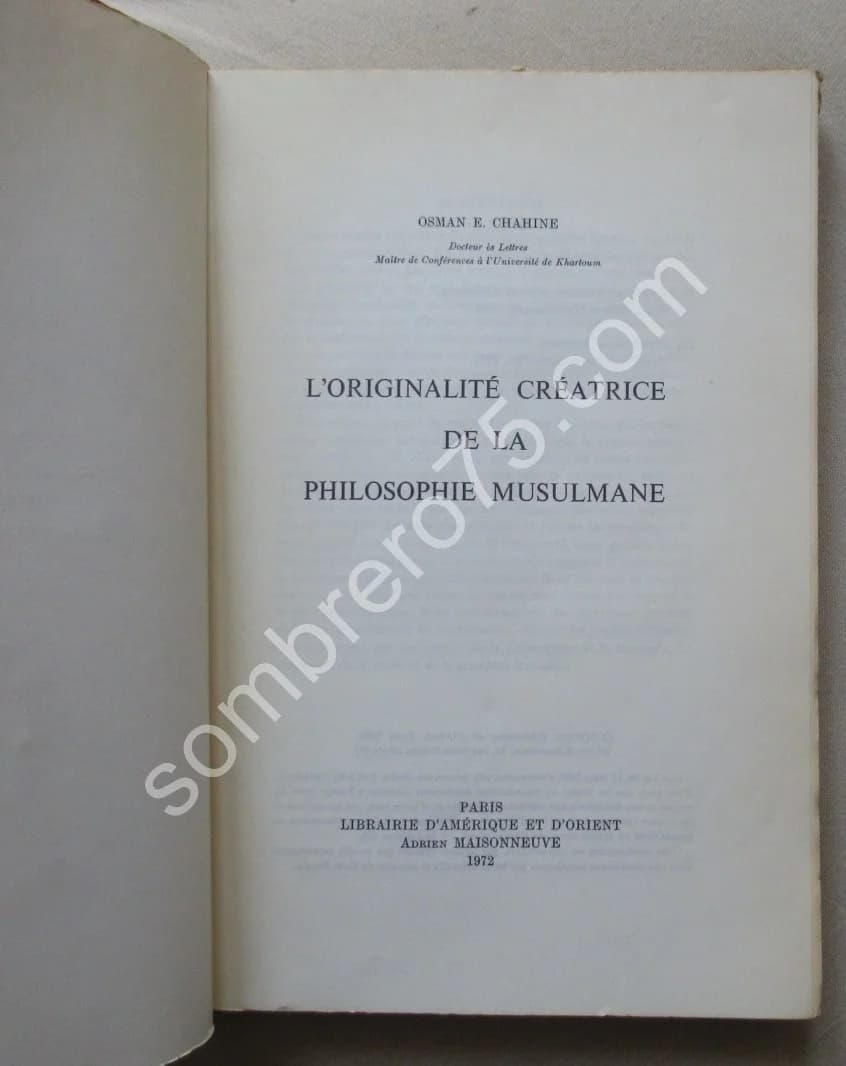 OSMAN E. CHAHINE
Docteur ès Lettres
Maître de Conférences à l'Université de Khartoum
L'ORIGINALITÉ CRÉATRICE
DE LA
PHILOSOPHIE MUSULMANE
sombrero75.com
PARIS
LIBRAIRIE D'AMÉRIQUE ET D'ORIENT
ADRIEN MAISONNEUVE
1972